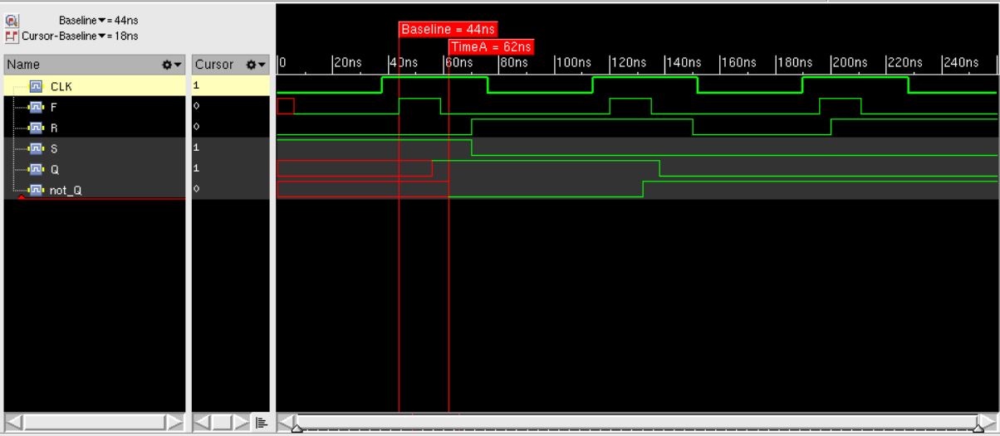 Baseline▼= 44ns
Cursor-Baseline▼= 18ns
Baseline = 44ns
TimeA = 62ns
Name Cursor 0 20ns 40ns 60ns 80ns 100ns 120ns 140ns 160ns 180ns 200ns 220ns 240ns
CLK 1
F 0
R 0
S 1
Q 1
not_Q 0